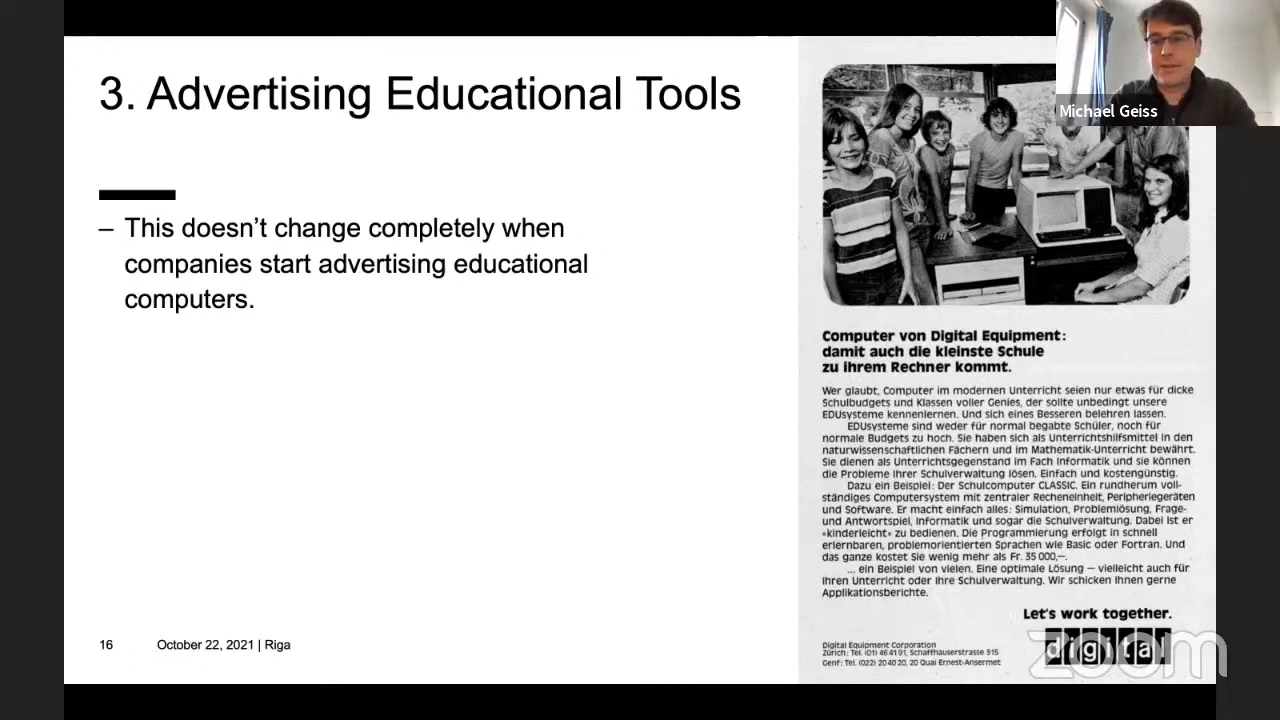 3. Advertising Educational Tools
– This doesn’t change completely when
companies start advertising educational
computers.
16
October 22, 2021 | Riga
Michael Geiss
Computer von Digital Equipment:
damit auch die kleinste Schule
zu ihrem Rechner kommt.
Wer glaubt, Computer im modernen Unterricht seien nur etwas für dicke
Schulbudgets und Klassen voller Genies, der sollte unbedingt unsere
EDUsysteme kennenlernen. Und sich eines Besseren belehren lassen.
EDUsysteme sind weder für normal begabte Schüler, noch für
normale Budgets zu hoch. Sie haben sich als Unterrichtshilfsmittel in den
naturwissenschaftlichen Fächern und im Mathematik-Unterricht bewährt.
Sie dienen als Unterrichtsgegenstand im Fach Informatik und sie können
die Probleme Ihrer Schulverwaltung lösen. Einfach und kostengünstig.
Dazu ein Beispiel: Der Schulcomputer CLASSIC. Ein rundherum voll-
ständiges Computersystem mit zentraler Recheneinheit, Peripheriegeräten
und Software. Er macht einfach alles: Simulation, Problemlösung, Frage-
und Antwortspiel, Informatik und sogar die Schulverwaltung. Dabei ist er
«kinderleicht» zu bedienen. Die Programmierung erfolgt in schnell
erlernbaren, problemorientierten Sprachen wie Basic oder Fortran. Und
das ganze kostet Sie wenig mehr als Fr. 35 000,–.
... ein Beispiel von vielen. Eine optimale Lösung – vielleicht auch für
Ihren Unterricht oder Ihre Schulverwaltung. Wir schicken Ihnen gerne
Applikationsberichte.
Let's work together.
digital
Digital Equipment Corporation
Zürich: Tel. (01) 46 41 91, Schaffhauserstrasse 315
Genf: Tel. (022) 20 40 20, 20 Quai Ernest-Ansermet
zoom